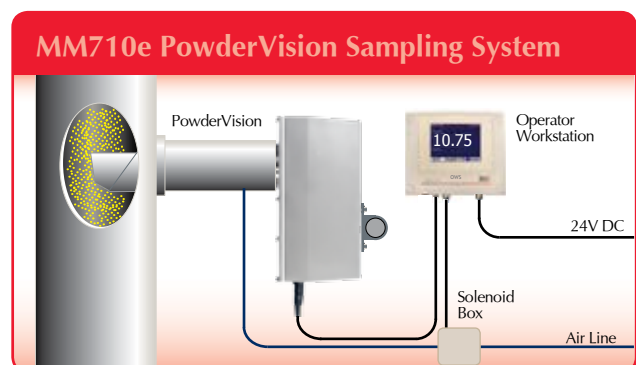 MM710e PowderVision Sampling System
PowderVision
Operator
Workstation
10.75
24V DC
Solenoid
Box
Air Line